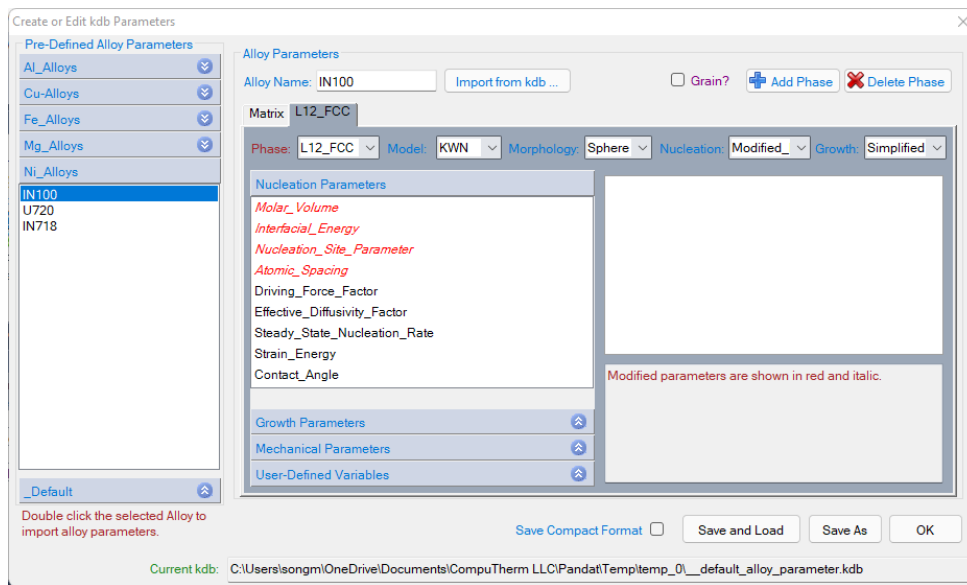 Create or Edit kdb Parameters
Pre-Defined Alloy Parameters
Al_Alloys
Cu-Alloys
Fe_Alloys
Mg_Alloys
Ni_Alloys
IN100
U720
IN718
_Default
Double click the selected Alloy to
import alloy parameters.
Alloy Parameters
Alloy Name: IN100 Import from kdb ... Grain? Add Phase Delete Phase
Matrix L12_FCC
Phase: L12_FCC Model: KWN Morphology: Sphere Nucleation: Modified_ Growth: Simplified
Nucleation Parameters
Molar_Volume
Interfacial_Energy
Nucleation_Site_Parameter
Atomic_Spacing
Driving_Force_Factor
Effective_Diffusivity_Factor
Steady_State_Nucleation_Rate
Strain_Energy
Contact_Angle
Growth Parameters
Mechanical Parameters
User-Defined Variables
Modified parameters are shown in red and italic.
Save Compact Format Save and Load Save As OK
Current kdb: C:\Users\songm\OneDrive\Documents\CompuTherm LLC\Pandat\Temp\temp_0\__default_alloy_parameter.kdb